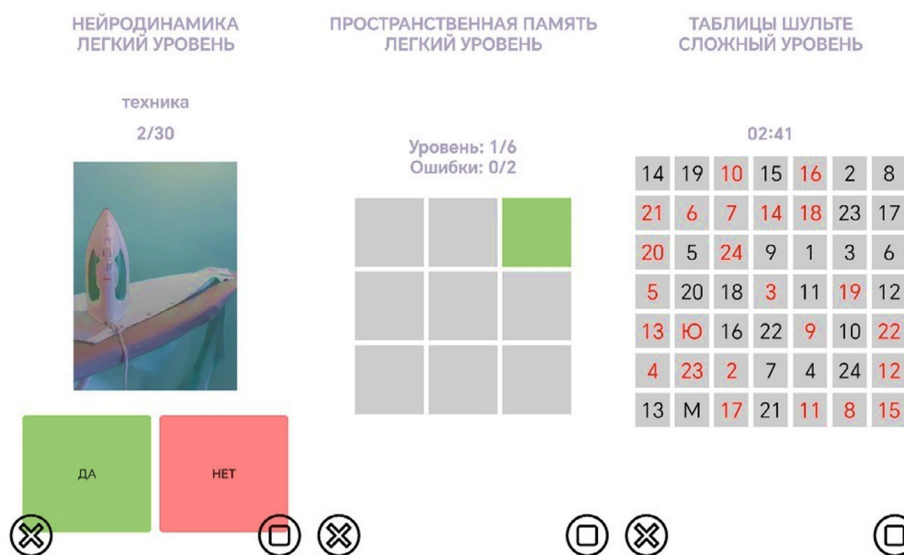 НЕЙРОДИНАМИКА
ЛЕГКИЙ УРОВЕНЬ
техника
2/30
ДА
НЕТ
ПРОСТРАНСТВЕННАЯ ПАМЯТЬ
ЛЕГКИЙ УРОВЕНЬ
Уровень: 1/6
Ошибки: 0/2
ТАБЛИЦЫ ШУЛЬТЕ
СЛОЖНЫЙ УРОВЕНЬ
02:41
14 19 10 15 16 2 8
21 6 7 14 18 23 17
20 5 24 9 1 3 6
5 20 18 3 11 19 12
13 Ю 16 22 9 10 22
4 23 2 7 4 24 12
13 М 17 21 11 8 15